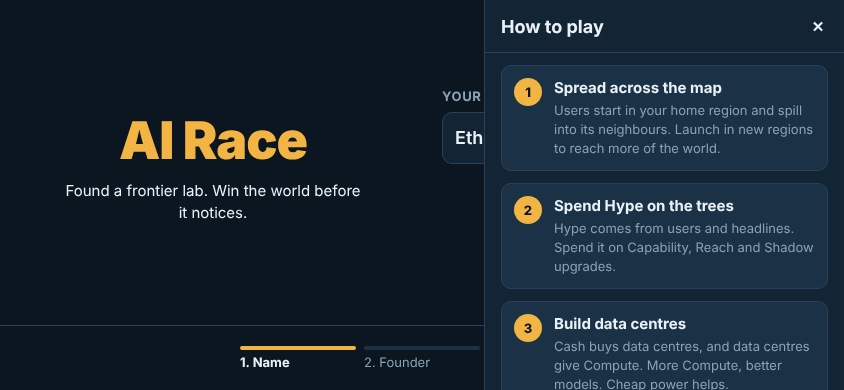 AI Race
Found a frontier lab. Win the world before
it notices.
YOUR
Eth
1. Name
2. Founder
How to play
×
1
Spread across the map
Users start in your home region and spill
into its neighbours. Launch in new regions
to reach more of the world.
2
Spend Hype on the trees
Hype comes from users and headlines.
Spend it on Capability, Reach and Shadow
upgrades.
3
Build data centres
Cash buys data centres, and data centres
give Compute. More Compute, better
models. Cheap power helps.